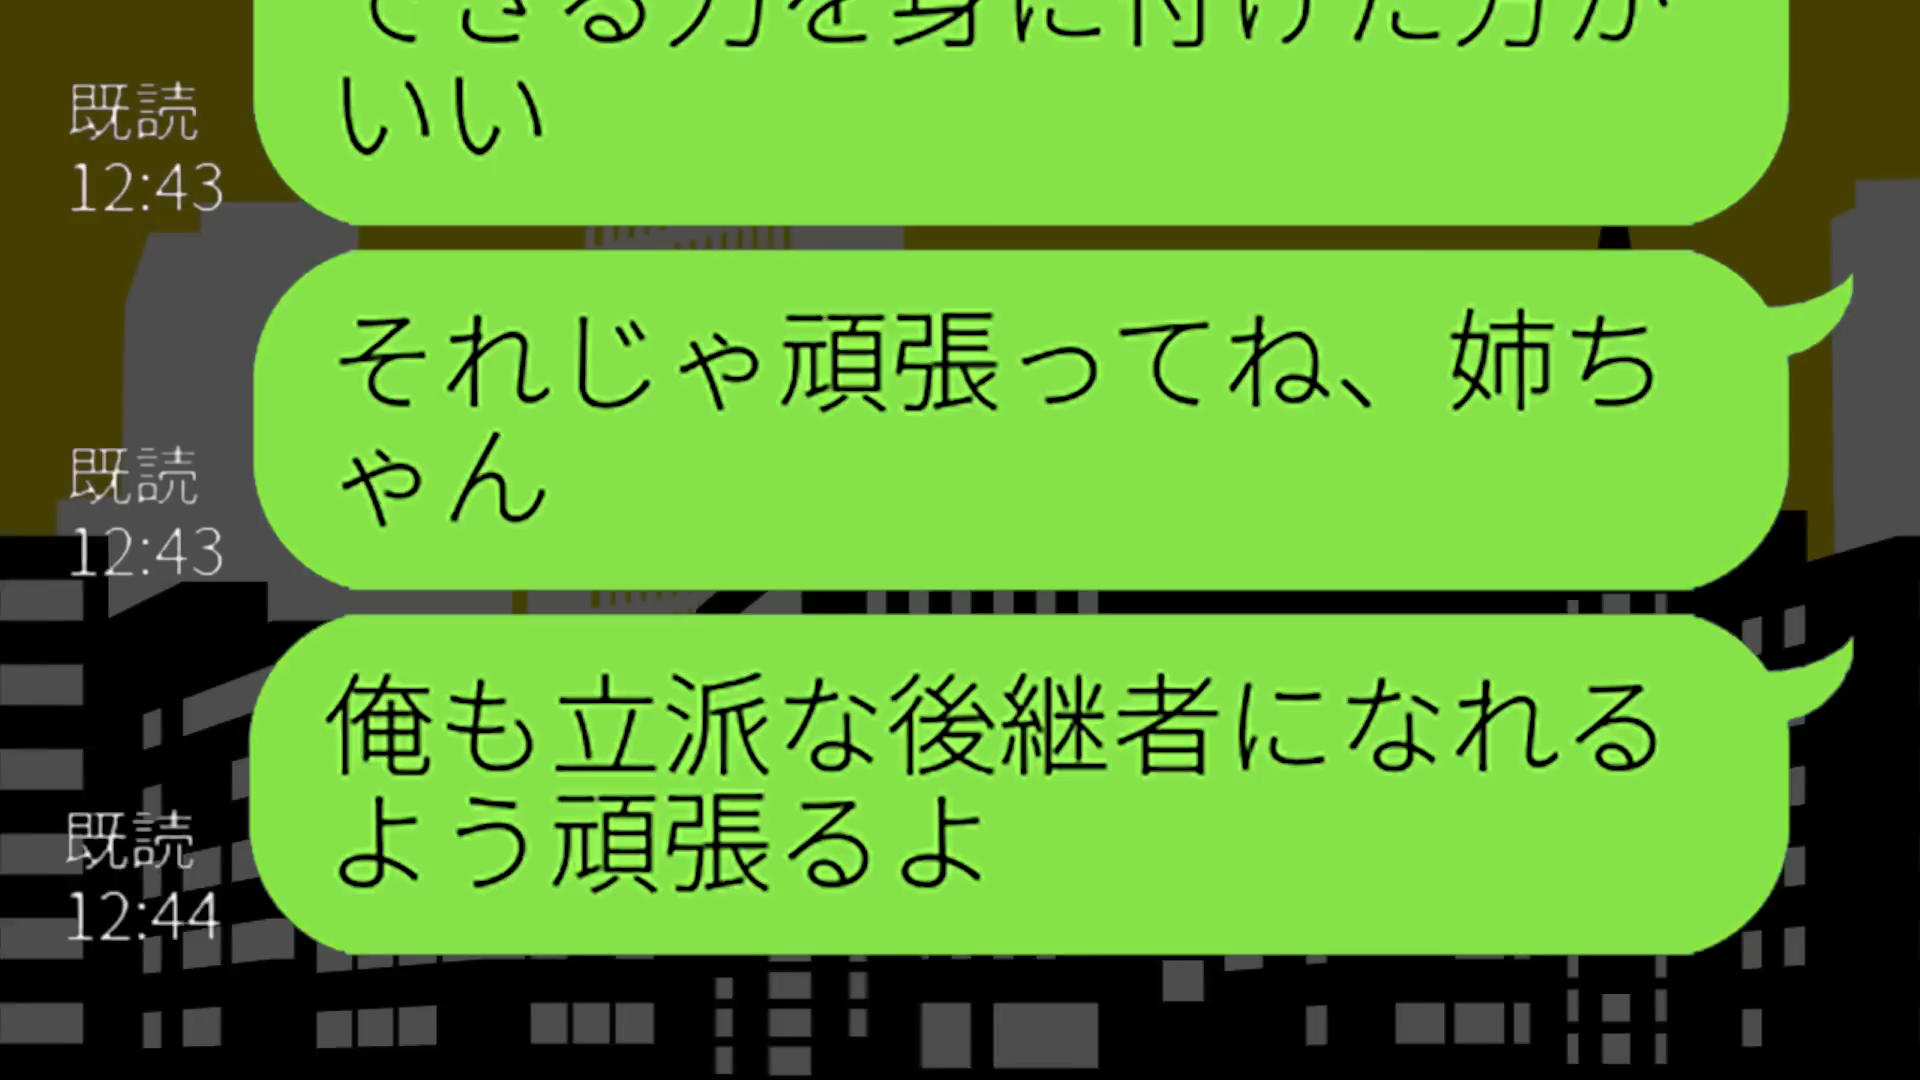 できる力を身に付けた方が
いい
既読
12:43
それじゃ頑張ってね、姉ち
ゃん
既読
12:43
俺も立派な後継者になれる
よう頑張るよ
既読
12:44